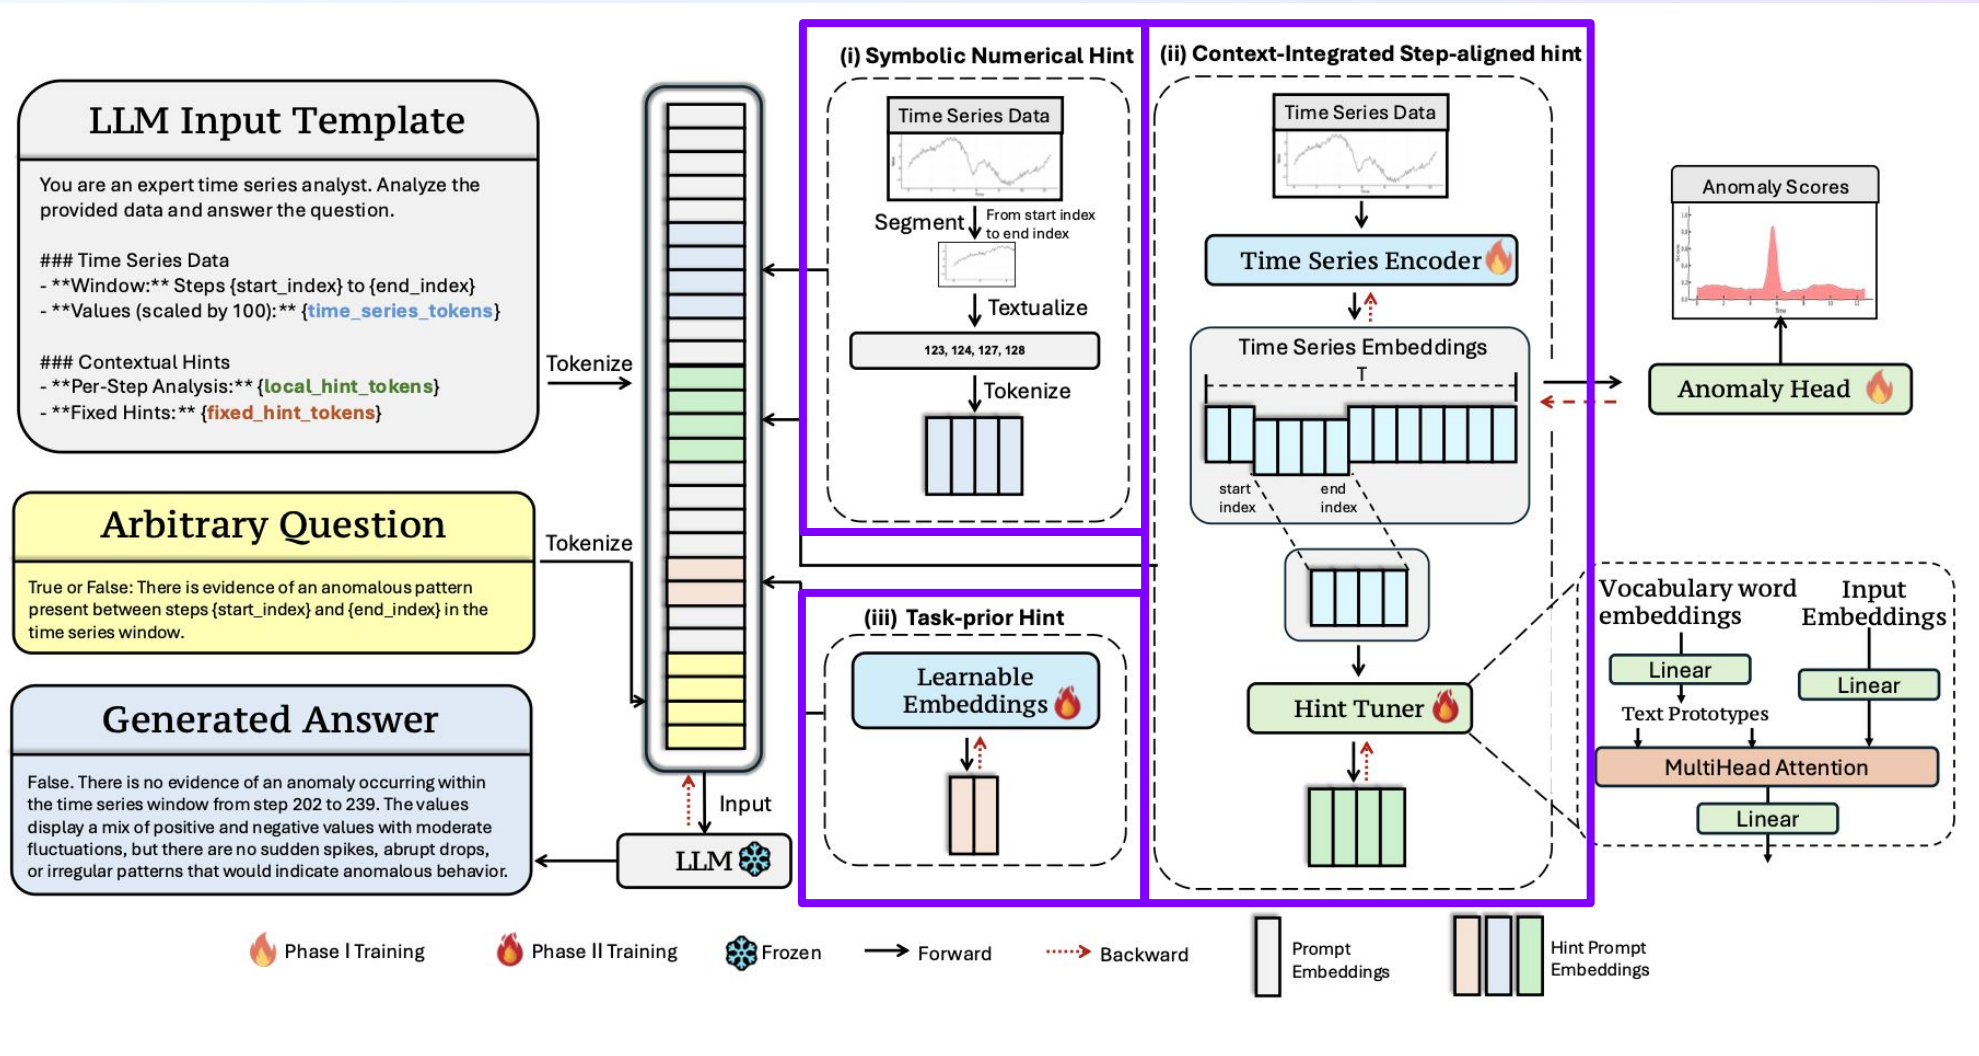 LLM Input Template
You are an expert time series analyst. Analyze the
provided data and answer the question.
### Time Series Data
- **Window:** Steps {start_index} to {end_index}
- **Values (scaled by 100):** {time_series_tokens}
### Contextual Hints
- **Per-Step Analysis:** {local_hint_tokens}
- **Fixed Hints:** {fixed_hint_tokens}
Tokenize
Arbitrary Question
True or False: There is evidence of an anomalous pattern
present between steps {start_index} and {end_index} in the
time series window.
Tokenize
Generated Answer
False. There is no evidence of an anomaly occurring within
the time series window from step 202 to 239. The values
display a mix of positive and negative values with moderate
fluctuations, but there are no sudden spikes, abrupt drops,
or irregular patterns that would indicate anomalous behavior.
Input
LLM
(i) Symbolic Numerical Hint
Time Series Data
Segment
From start index
to end index
Textualize
123, 124, 127, 128
Tokenize
(iii) Task-prior Hint
Learnable
Embeddings
(ii) Context-Integrated Step-aligned hint
Time Series Data
Time Series Encoder
Time Series Embeddings
T
start
index
end
index
Hint Tuner
Anomaly Scores
Anomaly Head
Vocabulary word
embeddings
Input
Embeddings
Linear
Linear
Text Prototypes
MultiHead Attention
Linear
Phase I Training
Phase II Training
Frozen
Forward
Backward
Prompt
Embeddings
Hint Prompt
Embeddings